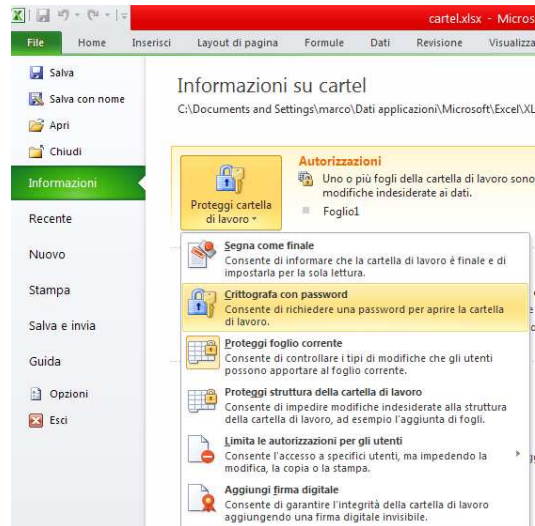 cartel.xlsx - Micros
File Home Inserisci Layout di pagina Formule Dati Revisione Visualizza
Salva
Salva con nome
Apri
Chiudi
Informazioni
Recente
Nuovo
Stampa
Salva e invia
Guida
Opzioni
Esci
Informazioni su cartel
C:\Documents and Settings\marco\Dati applicazioni\Microsoft\Excel\XL
Proteggi cartella
di lavoro
Autorizzazioni
Uno o più fogli della cartella di lavoro sono
modifiche indesiderate ai dati.
Foglio1
Segna come finale
Consente di informare che la cartella di lavoro è finale e di
impostarla per la sola lettura.
Crittografa con password
Consente di richiedere una password per aprire la cartella
di lavoro.
Proteggi foglio corrente
Consente di controllare i tipi di modifiche che gli utenti
possono apportare al foglio corrente.
Proteggi struttura della cartella di lavoro
Consente di impedire modifiche indesiderate alla struttura
della cartella di lavoro, ad esempio l'aggiunta di fogli.
Limita le autorizzazioni per gli utenti
Consente l'accesso a specifici utenti, ma impedendo la
modifica, la copia o la stampa.
Aggiungi firma digitale
Consente di garantire l'integrità della cartella di lavoro
aggiungendo una firma digitale invisibile.